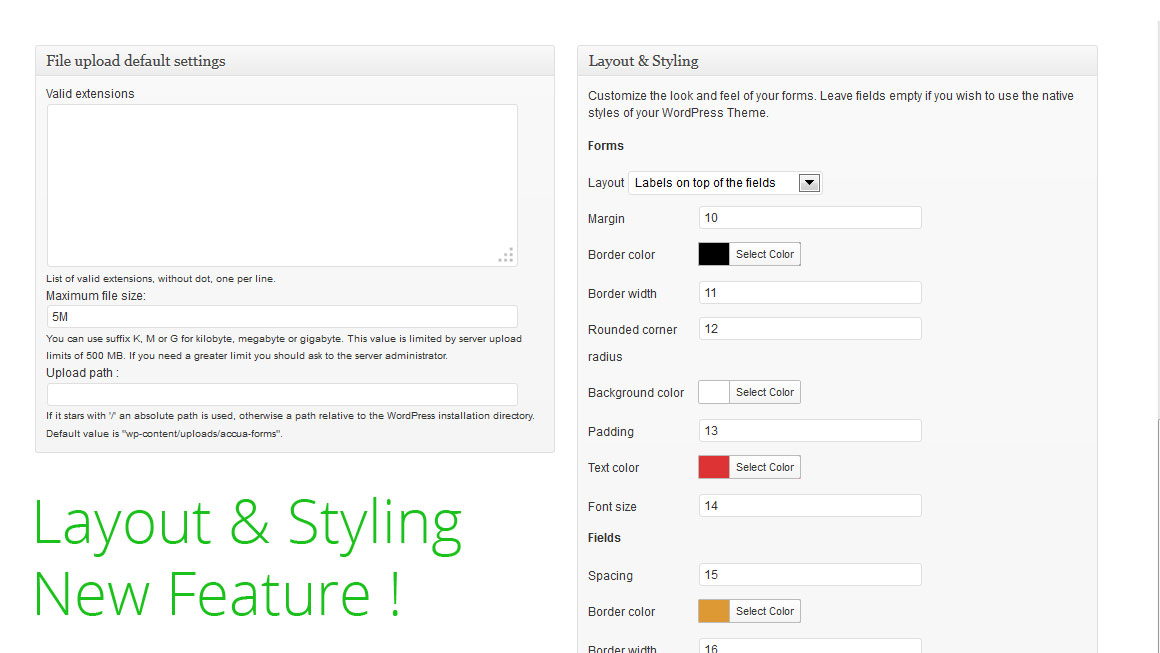 File upload default settings
Valid extensions
List of valid extensions, without dot, one per line.
Maximum file size:
5M
You can use suffix K, M or G for kilobyte, megabyte or gigabyte. This value is limited by server upload
limits of 500 MB. If you need a greater limit you should ask to the server administrator.
Upload path :
If it stars with '/' an absolute path is used, otherwise a path relative to the WordPress installation directory.
Default value is "wp-content/uploads/accua-forms".
Layout & Styling
New Feature !
Layout & Styling
Customize the look and feel of your forms. Leave fields empty if you wish to use the native
styles of your WordPress Theme.
Forms
Layout Labels on top of the fields
Margin 10
Border color Select Color
Border width 11
Rounded corner 12
radius
Background color Select Color
Padding 13
Text color Select Color
Font size 14
Fields
Spacing 15
Border color Select Color
Border width 16